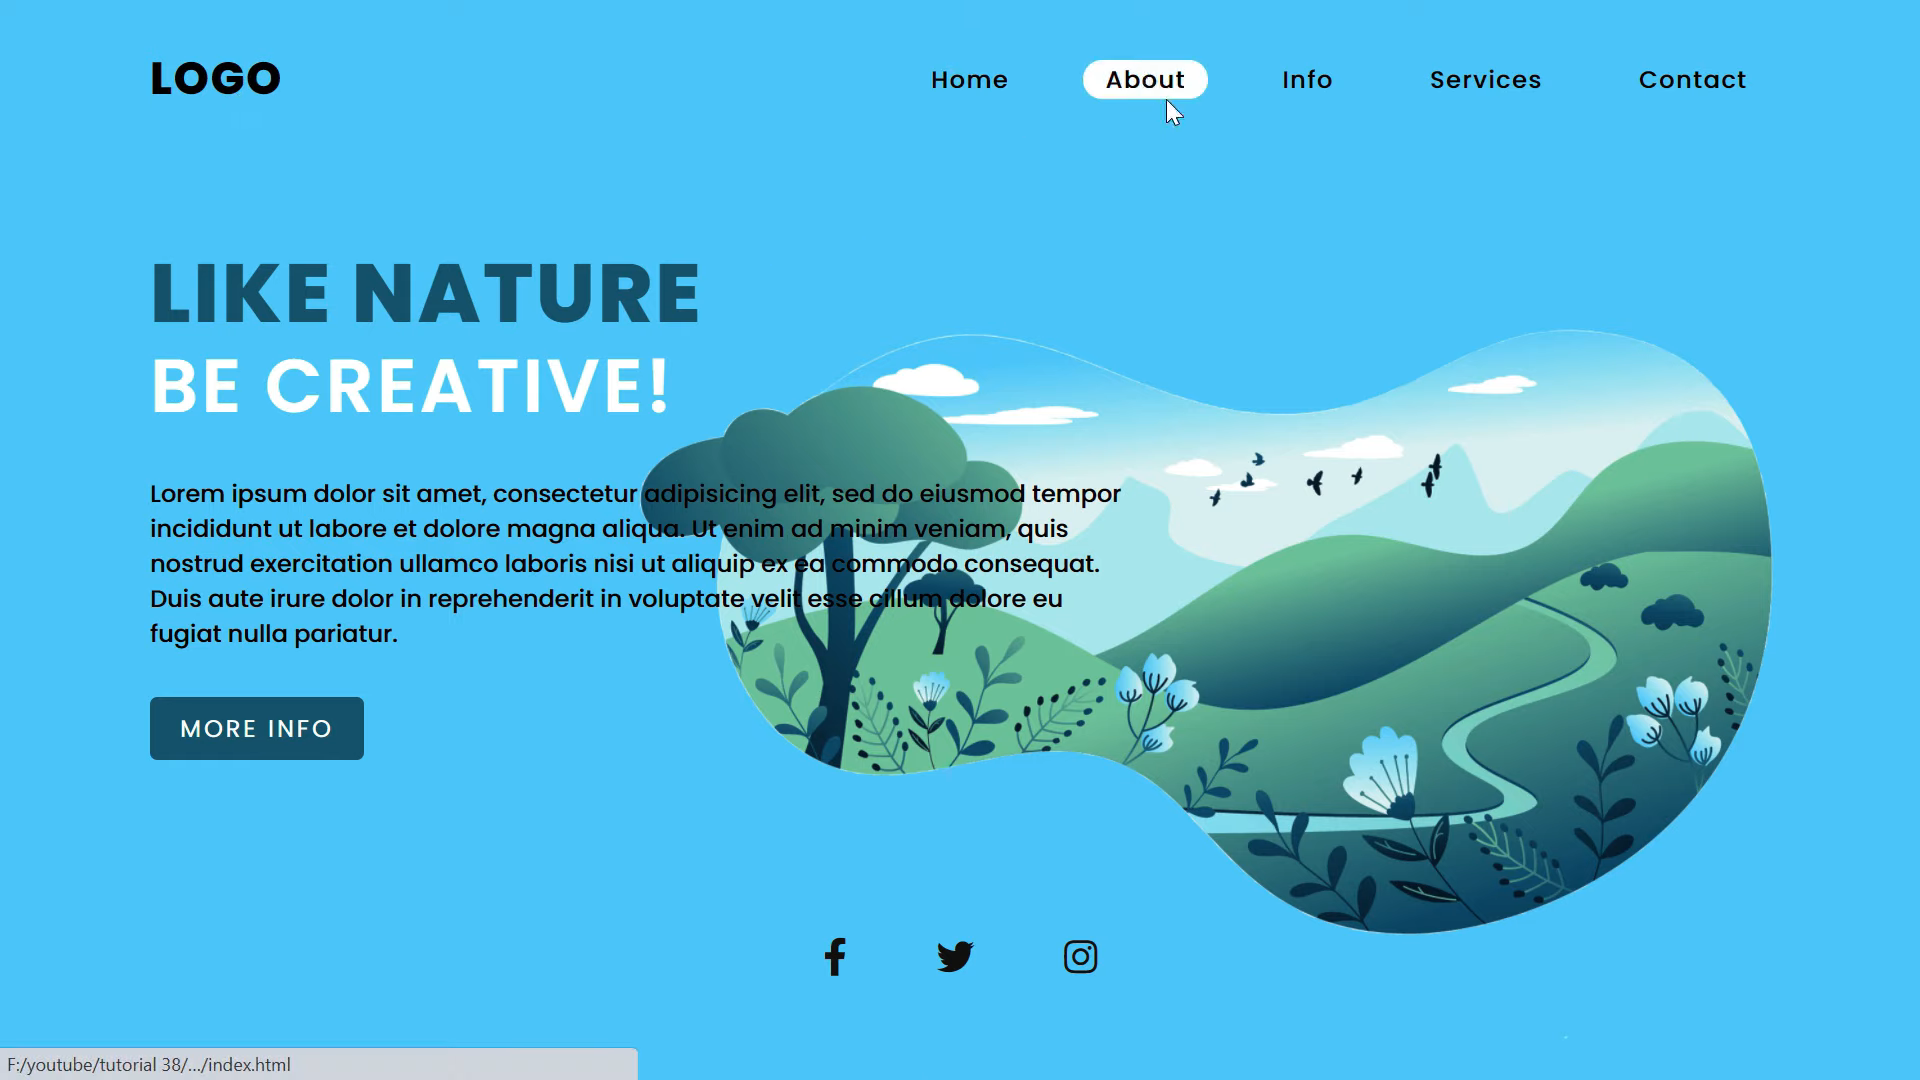 LOGO
Home About Info Services Contact
LIKE NATURE
BE CREATIVE!
Lorem ipsum dolor sit amet, consectetur adipisicing elit, sed do eiusmod tempor
incididunt ut labore et dolore magna aliqua. Ut enim ad minim veniam, quis
nostrud exercitation ullamco laboris nisi ut aliquip ex ea commodo consequat.
Duis aute irure dolor in reprehenderit in voluptate velit esse cillum dolore eu
fugiat nulla pariatur.
MORE INFO
F:/youtube/tutorial 38/.../index.html